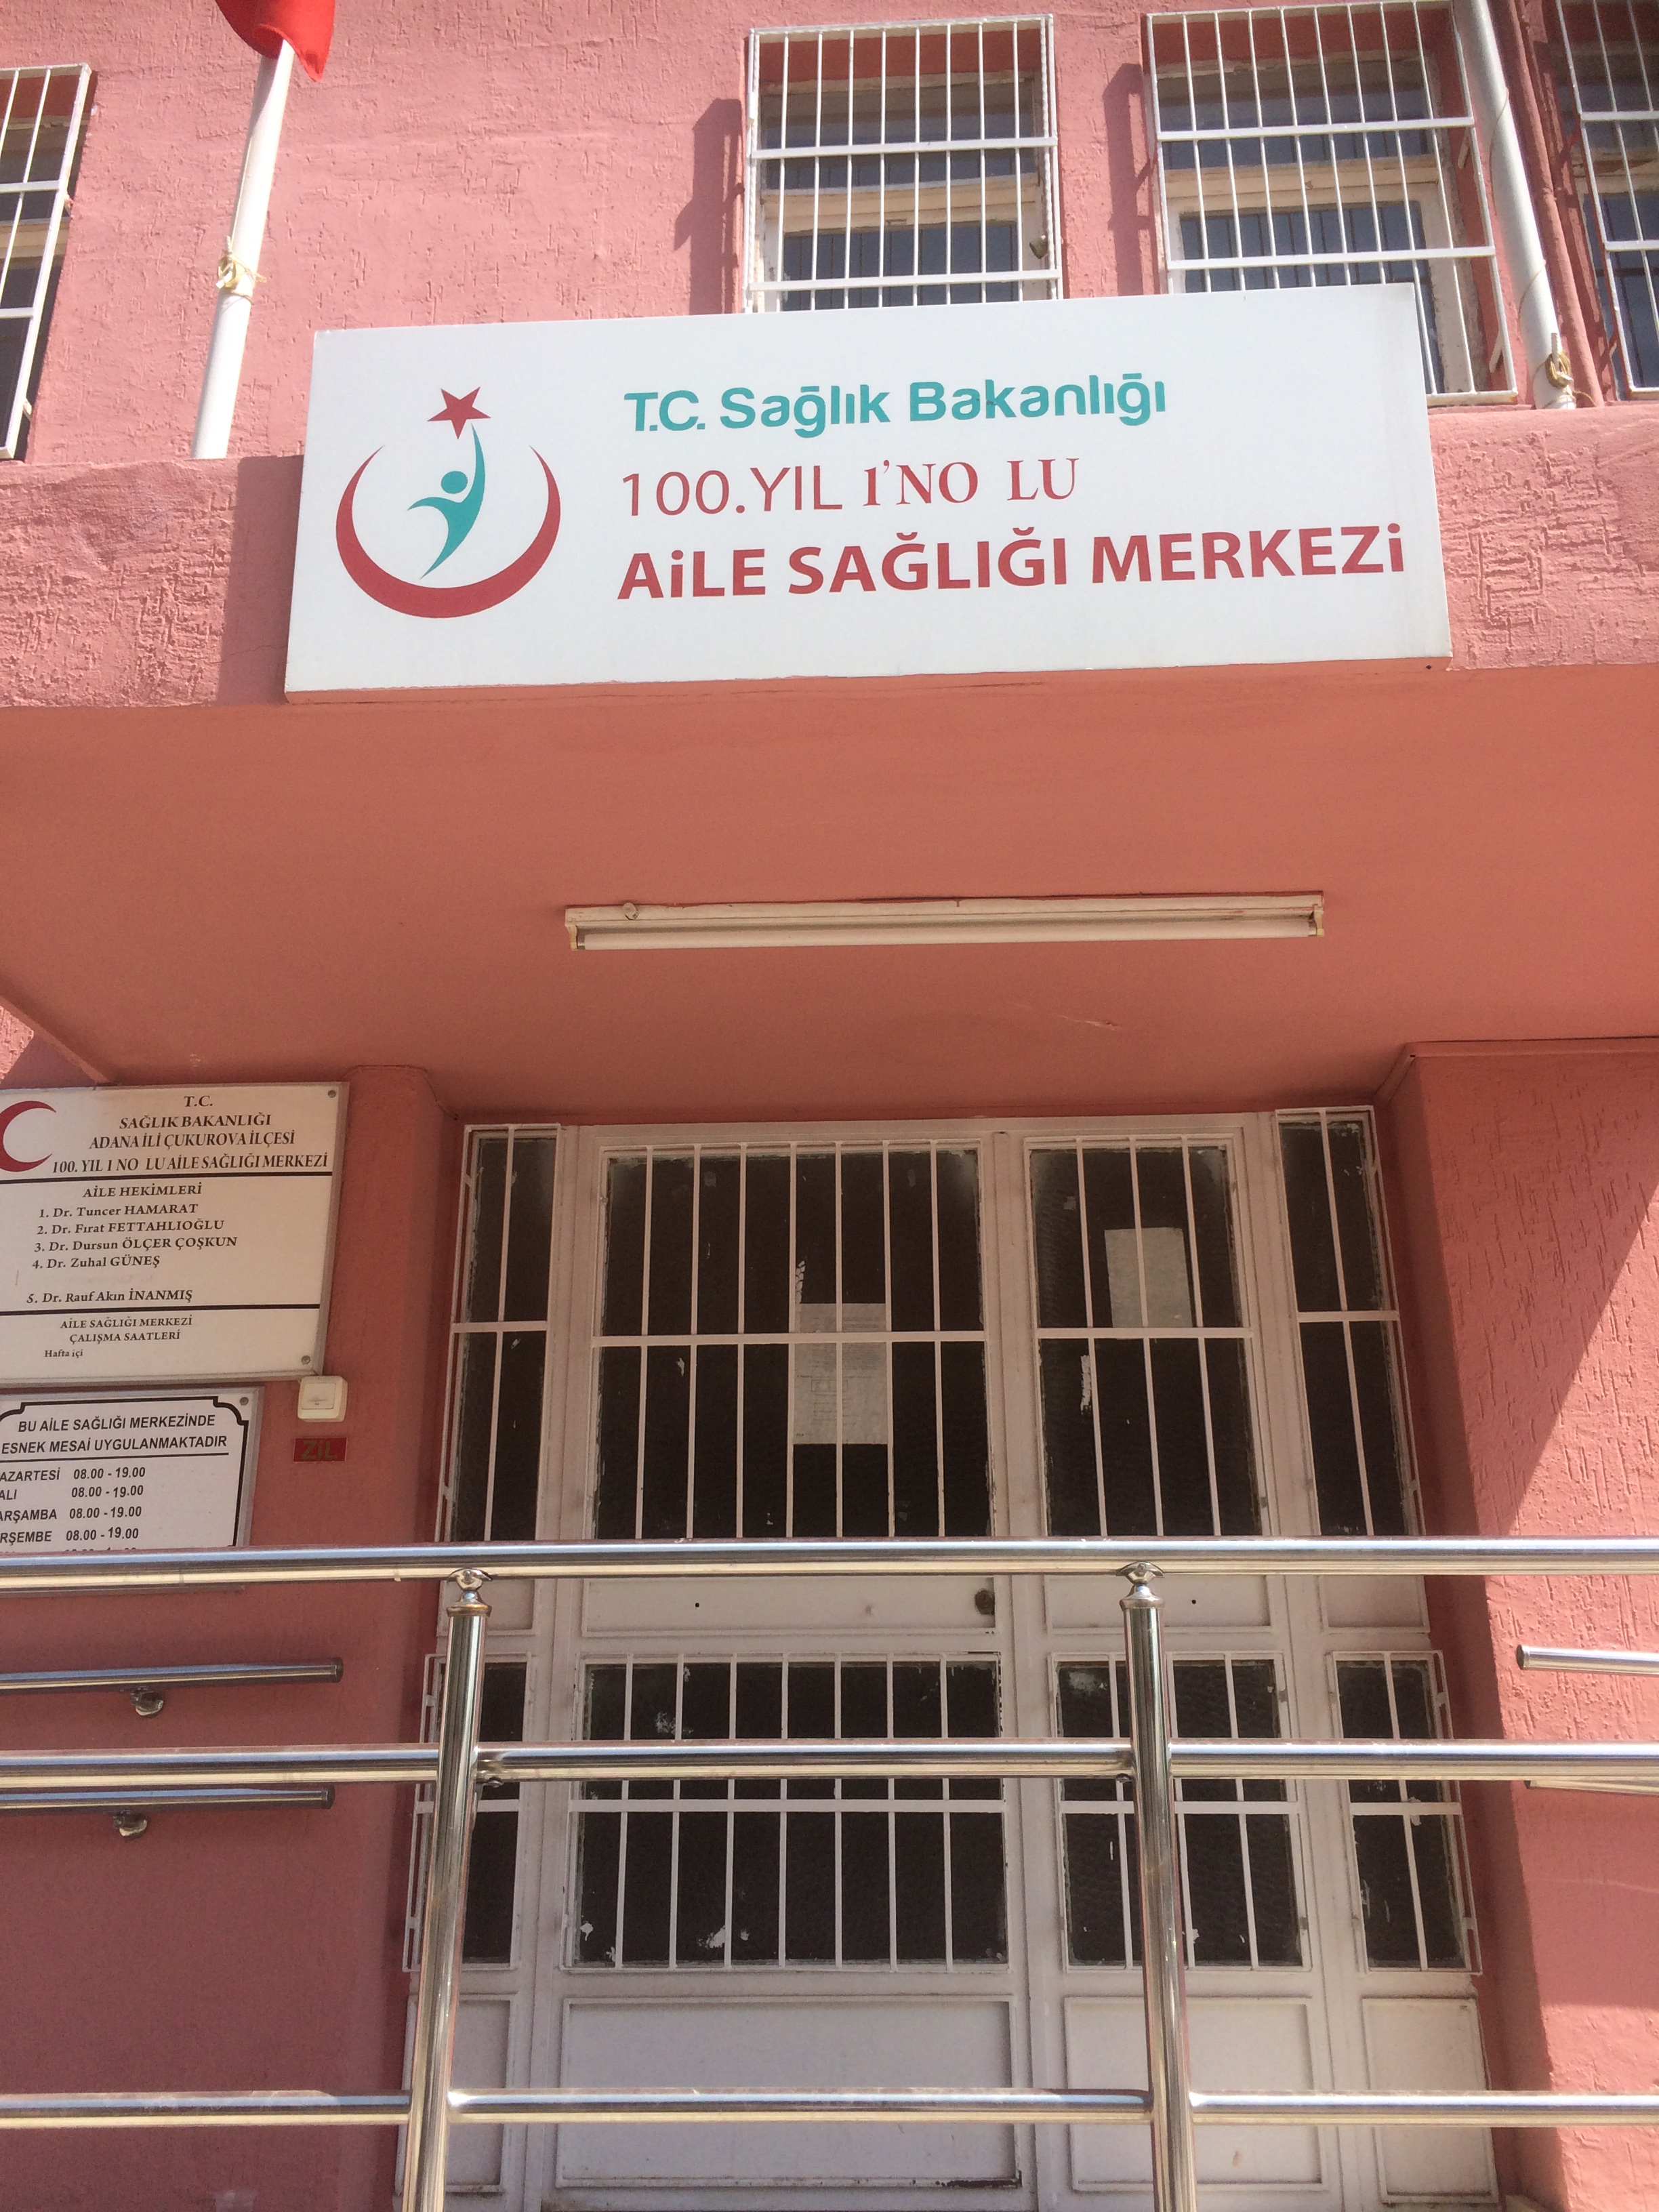 T.C. Sağlık Bakanlığı
100.YIL 1'NO LU
AiLE SAĞLIĞI MERKEZi
T.C.
SAĞLIK BAKANLIĞI
ADANA İLİ ÇUKUROVA İLÇESİ
100. YIL 1 NO LU AİLE SAĞLIĞI MERKEZİ
AİLE HEKİMLERİ
1. Dr. Tuncer HAMARAT
2. Dr. Fırat FETTAHLIOĞLU
3. Dr. Dursun ÖLÇER ÇOŞKUN
4. Dr. Zuhal GÜNEŞ
5. Dr. Rauf Akın İNANMIŞ
AİLE SAĞLIĞI MERKEZİ
ÇALIŞMA SAATLERİ
Hafta içi
ZİL
BU AİLE SAĞLIĞI MERKEZİNDE
ESNEK MESAİ UYGULANMAKTADIR
AZARTESİ 08.00 - 19.00
ALI 08.00 - 19.00
ARŞAMBA 08.00 - 19.00
RŞEMBE 08.00 - 19.00